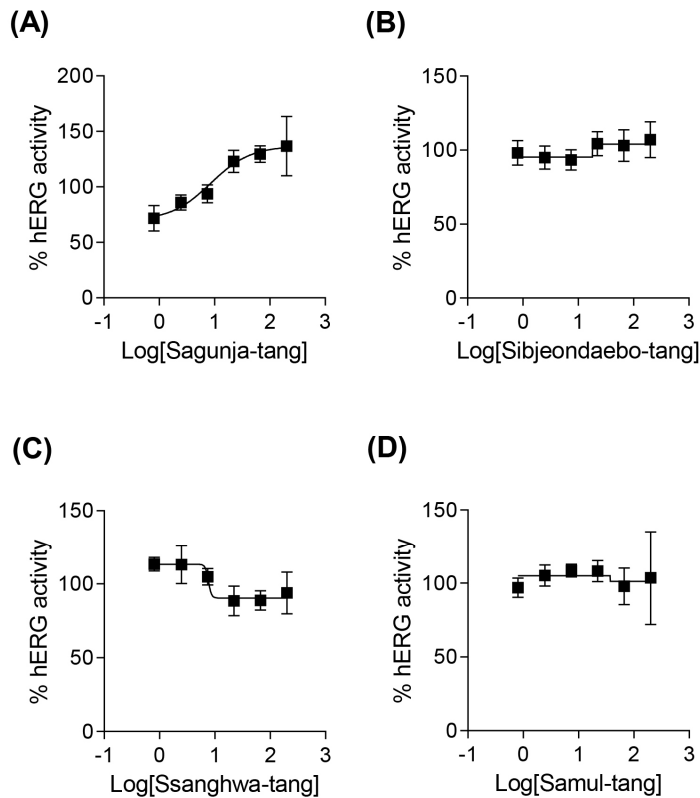 (A)
% hERG activity
200
150
100
50
0
-1 0 1 2 3
Log[Sagunja-tang]
(B)
% hERG activity
150
100
50
0
-1 0 1 2 3
Log[Sibjeondaebo-tang]
(C)
% hERG activity
150
100
50
0
-1 0 1 2 3
Log[Ssanghwa-tang]
(D)
% hERG activity
150
100
50
0
-1 0 1 2 3
Log[Samul-tang]